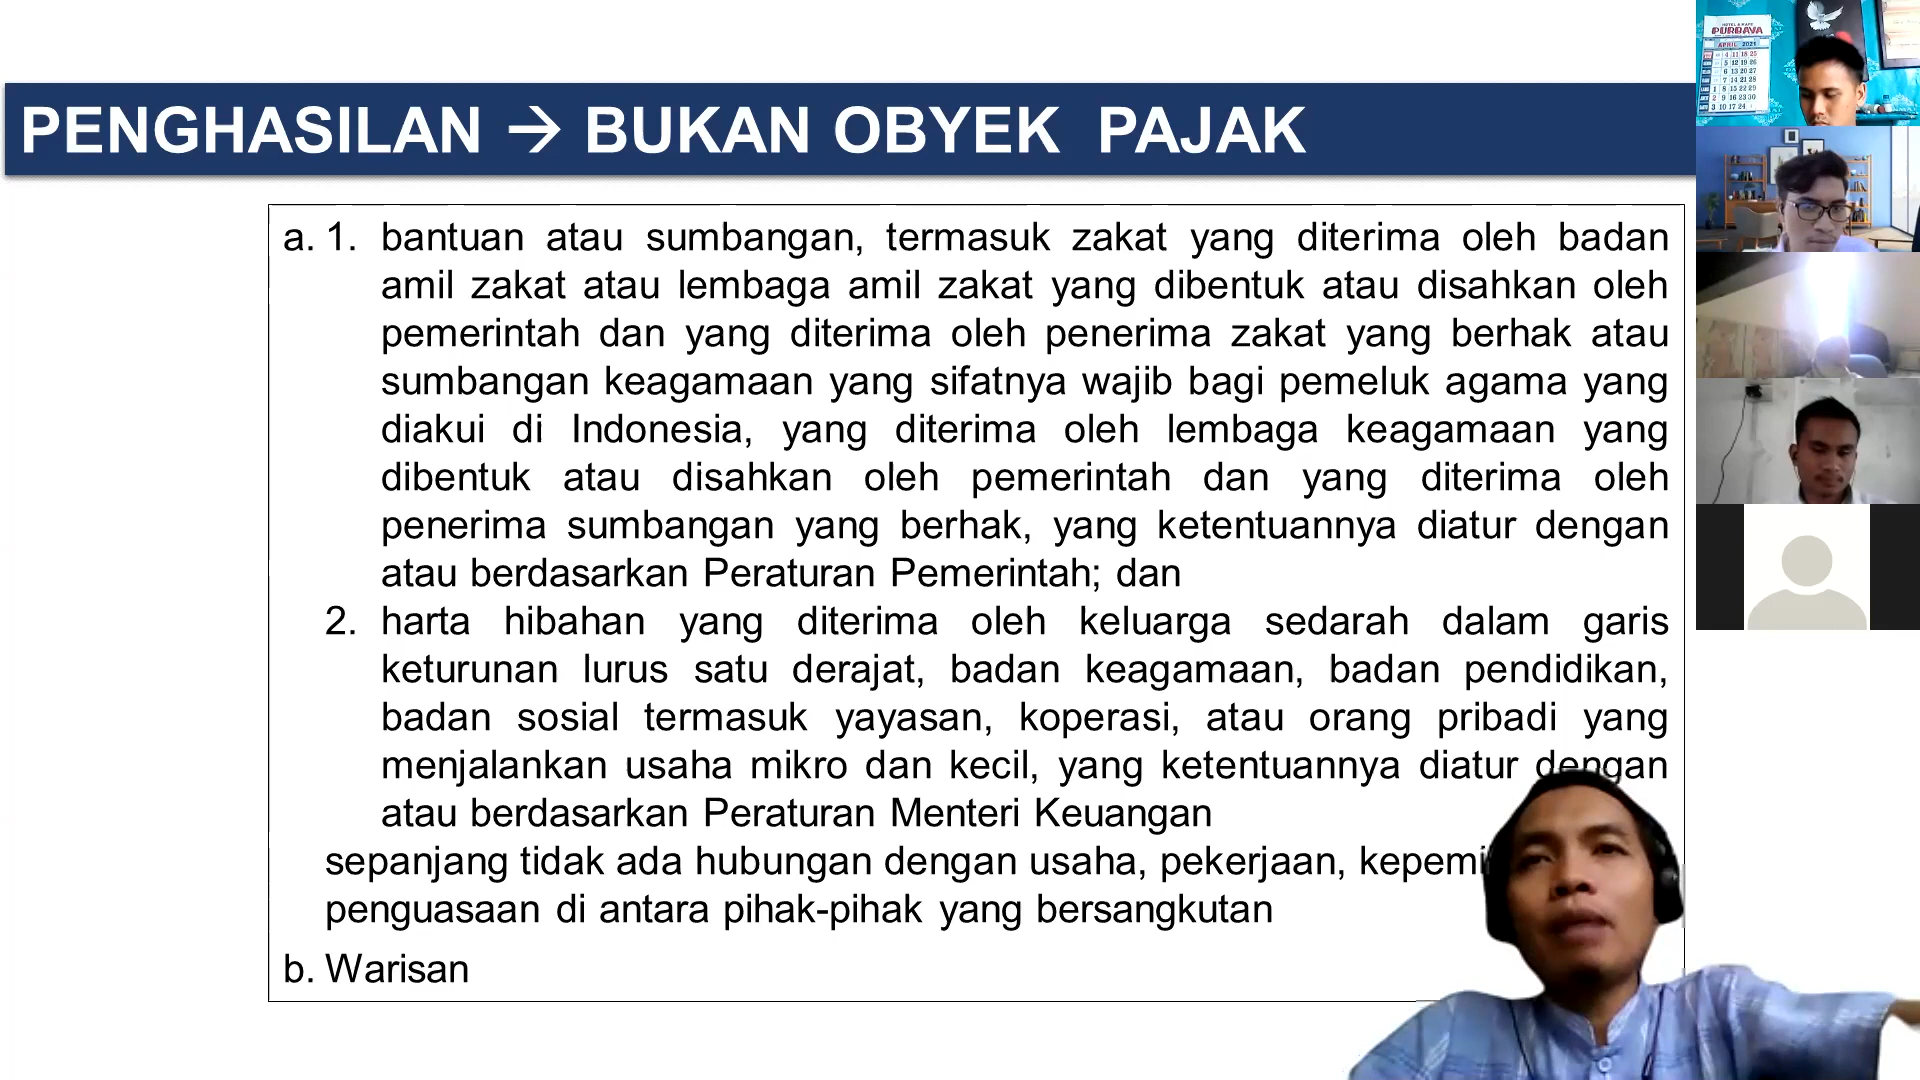 PENGHASILAN → BUKAN OBYEK PAJAK
a. 1. bantuan atau sumbangan, termasuk zakat yang diterima oleh badan
amil zakat atau lembaga amil zakat yang dibentuk atau disahkan oleh
pemerintah dan yang diterima oleh penerima zakat yang berhak atau
sumbangan keagamaan yang sifatnya wajib bagi pemeluk agama yang
diakui di Indonesia, yang diterima oleh lembaga keagamaan yang
dibentuk atau disahkan oleh pemerintah dan yang diterima oleh
penerima sumbangan yang berhak, yang ketentuannya diatur dengan
atau berdasarkan Peraturan Pemerintah; dan
2. harta hibahan yang diterima oleh keluarga sedarah dalam garis
keturunan lurus satu derajat, badan keagamaan, badan pendidikan,
badan sosial termasuk yayasan, koperasi, atau orang pribadi yang
menjalankan usaha mikro dan kecil, yang ketentuannya diatur dengan
atau berdasarkan Peraturan Menteri Keuangan
sepanjang tidak ada hubungan dengan usaha, pekerjaan,
penguasaan di antara pihak-pihak yang bersangkutan
b. Warisan
PURBAYA
APRIL 2021